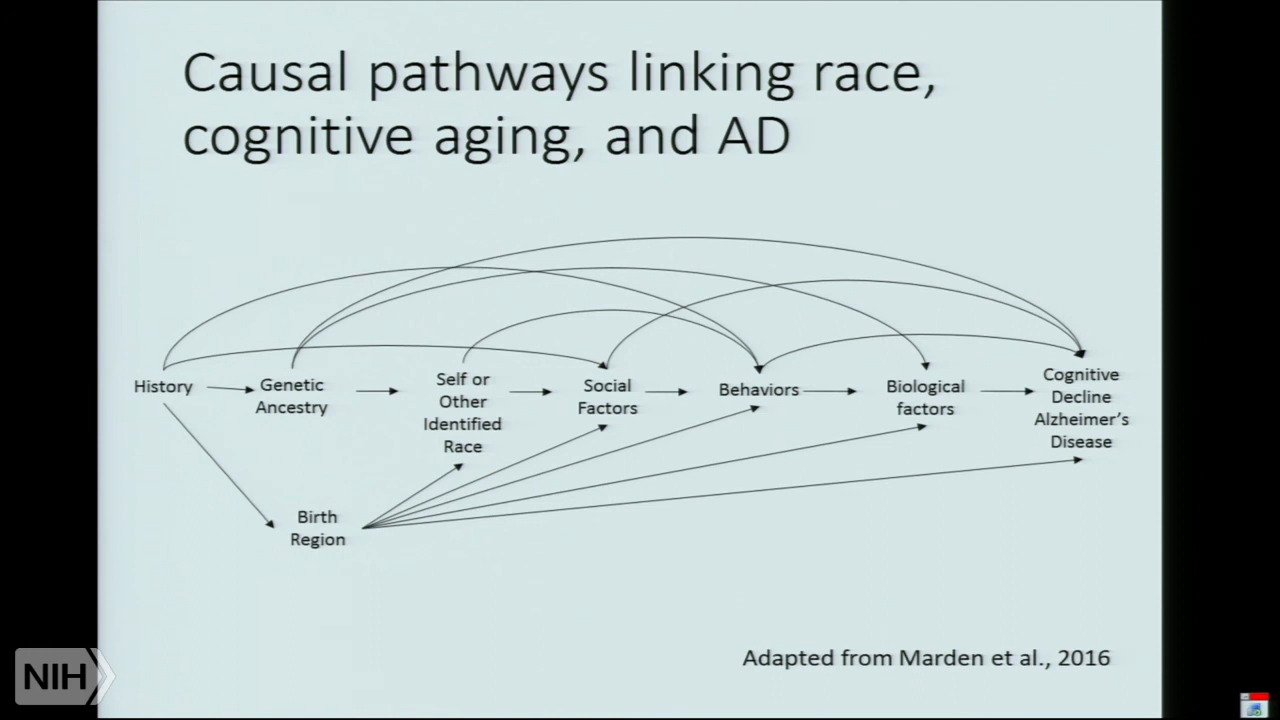 Causal pathways linking race,
cognitive aging, and AD
History
Genetic
Ancestry
Self or
Other
Identified
Race
Social
Factors
Behaviors
Biological
factors
Cognitive
Decline
Alzheimer's
Disease
Birth
Region
Adapted from Marden et al., 2016
NIH